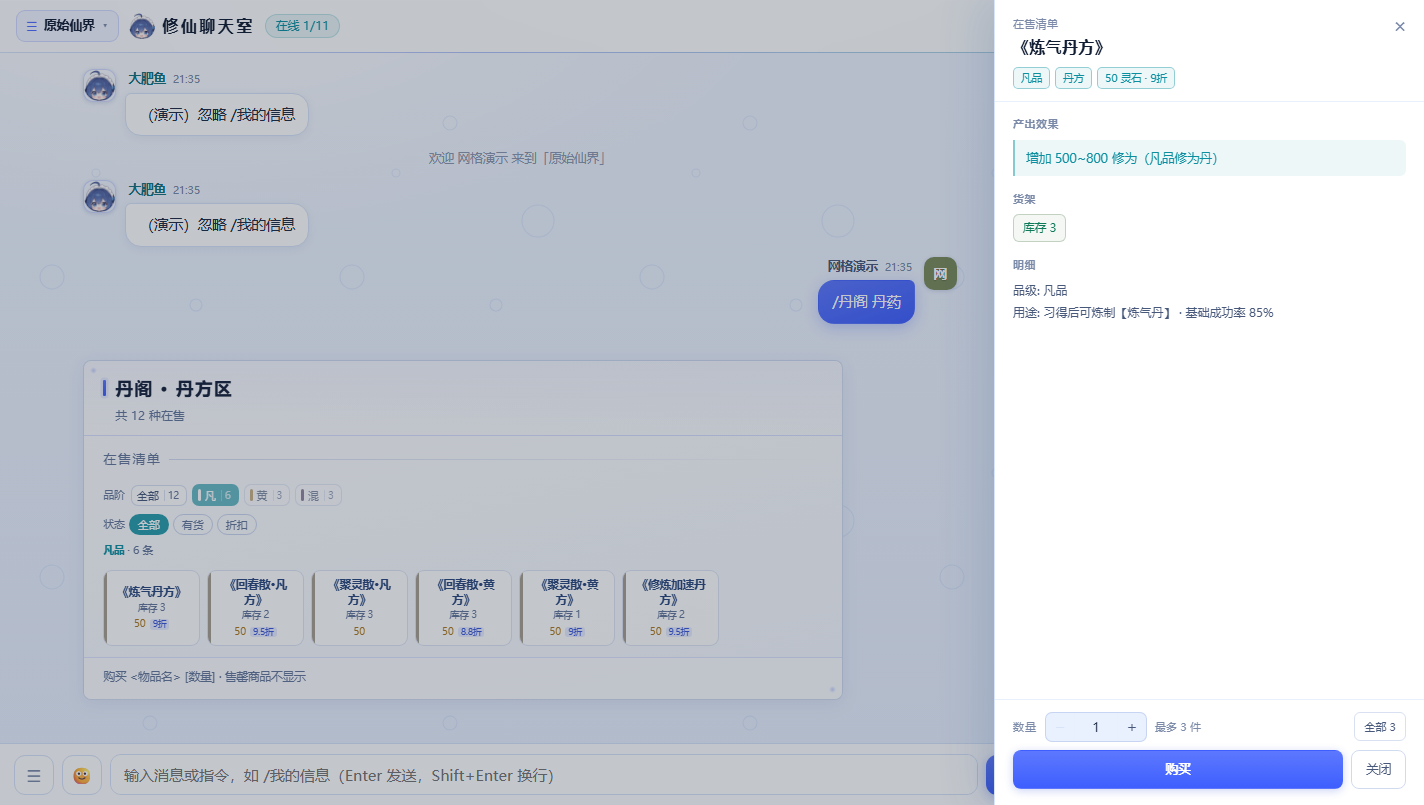 原始仙界
修仙聊天室
在线 1/11
大肥鱼 21:35
（演示）忽略 /我的信息
欢迎 网格演示 来到「原始仙界」
大肥鱼 21:35
（演示）忽略 /我的信息
网格演示 21:35
网
/丹阁 丹药
丹阁 · 丹方区
共 12 种在售
在售清单
品阶 全部 12 凡 6 黄 3 混 3
状态 全部 有货 折扣
凡品 · 6 条
《炼气丹方》
库存 3
50 9折
《回春散•凡方》
库存 2
50 9.5折
《聚灵散•凡方》
库存 3
50
《回春散•黄方》
库存 3
50 8.8折
《聚灵散•黄方》
库存 1
50 9折
《修炼加速丹方》
库存 2
50 9.5折
购买 <物品名> [数量] · 售罄商品不显示
输入消息或指令，如 /我的信息（Enter 发送，Shift+Enter 换行）
在售清单
《炼气丹方》
凡品 丹方 50 灵石 · 9折
产出效果
增加 500~800 修为（凡品修为丹）
货架
库存 3
明细
品级: 凡品
用途: 习得后可炼制【炼气丹】 · 基础成功率 85%
数量 − 1 + 最多 3 件 全部 3
购买 关闭